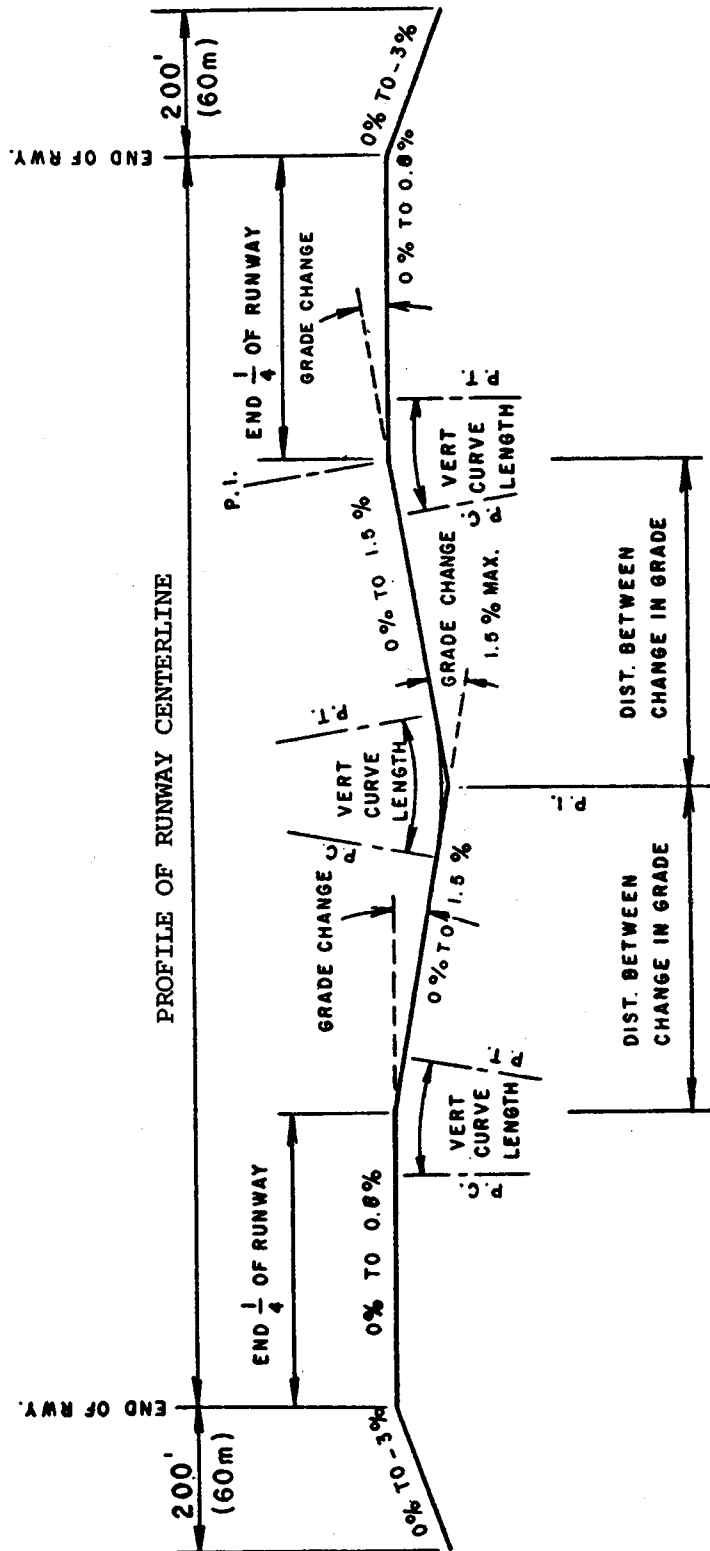 PROFILE OF RUNWAY CENTERLINE
200'
(60m)
END OF RWY.
END 1/4 OF RUNWAY
0% TO -3%
0% TO 0.8%
VERT
CURVE
LENGTH
P.C.
P.T.
GRADE CHANGE
0% TO 1.5%
P.C.
VERT
CURVE
LENGTH
P.T.
P.I.
GRADE CHANGE
1.5% MAX.
0% TO 1.5%
P.I.
P.C.
VERT
CURVE
LENGTH
P.T.
END 1/4 OF RUNWAY
GRADE CHANGE
0% TO 0.8%
END OF RWY.
200'
(60m)
0% TO -3%
DIST. BETWEEN
CHANGE IN GRADE
DIST. BETWEEN
CHANGE IN GRADE